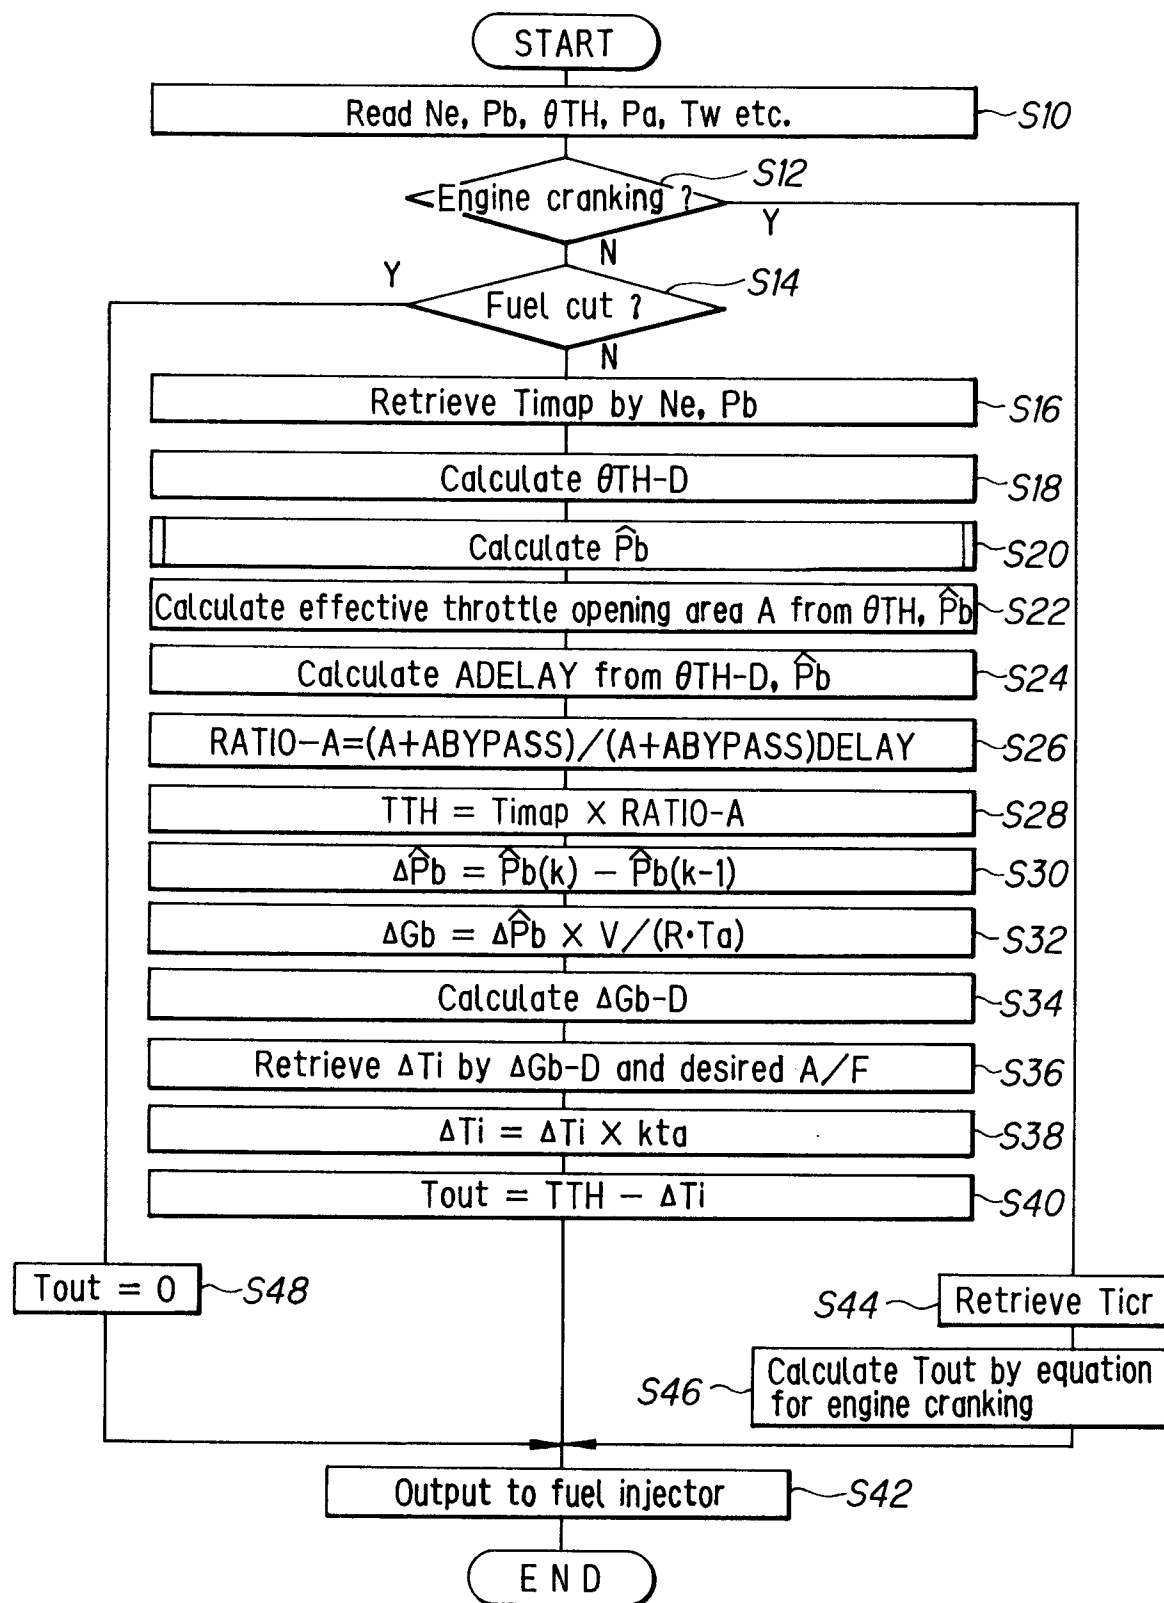 START
Read Ne, Pb, θTH, Pa, Tw etc.
S10
Engine cranking ?
S12
Y
N
Fuel cut ?
S14
Y
N
Retrieve Timap by Ne, Pb
S16
Calculate θTH-D
S18
Calculate P̂b
S20
Calculate effective throttle opening area A from θTH, P̂b
S22
Calculate ADELAY from θTH-D, P̂b
S24
RATIO-A=(A+ABYPASS)/(A+ABYPASS)DELAY
S26
TTH = Timap × RATIO-A
S28
ΔP̂b = P̂b(k) − P̂b(k-1)
S30
ΔGb = ΔP̂b × V/(R·Ta)
S32
Calculate ΔGb-D
S34
Retrieve ΔTi by ΔGb-D and desired A/F
S36
ΔTi = ΔTi × kta
S38
Tout = TTH − ΔTi
S40
Tout = 0
S48
S44
Retrieve Ticr
S46
Calculate Tout by equation
for engine cranking
Output to fuel injector
S42
END